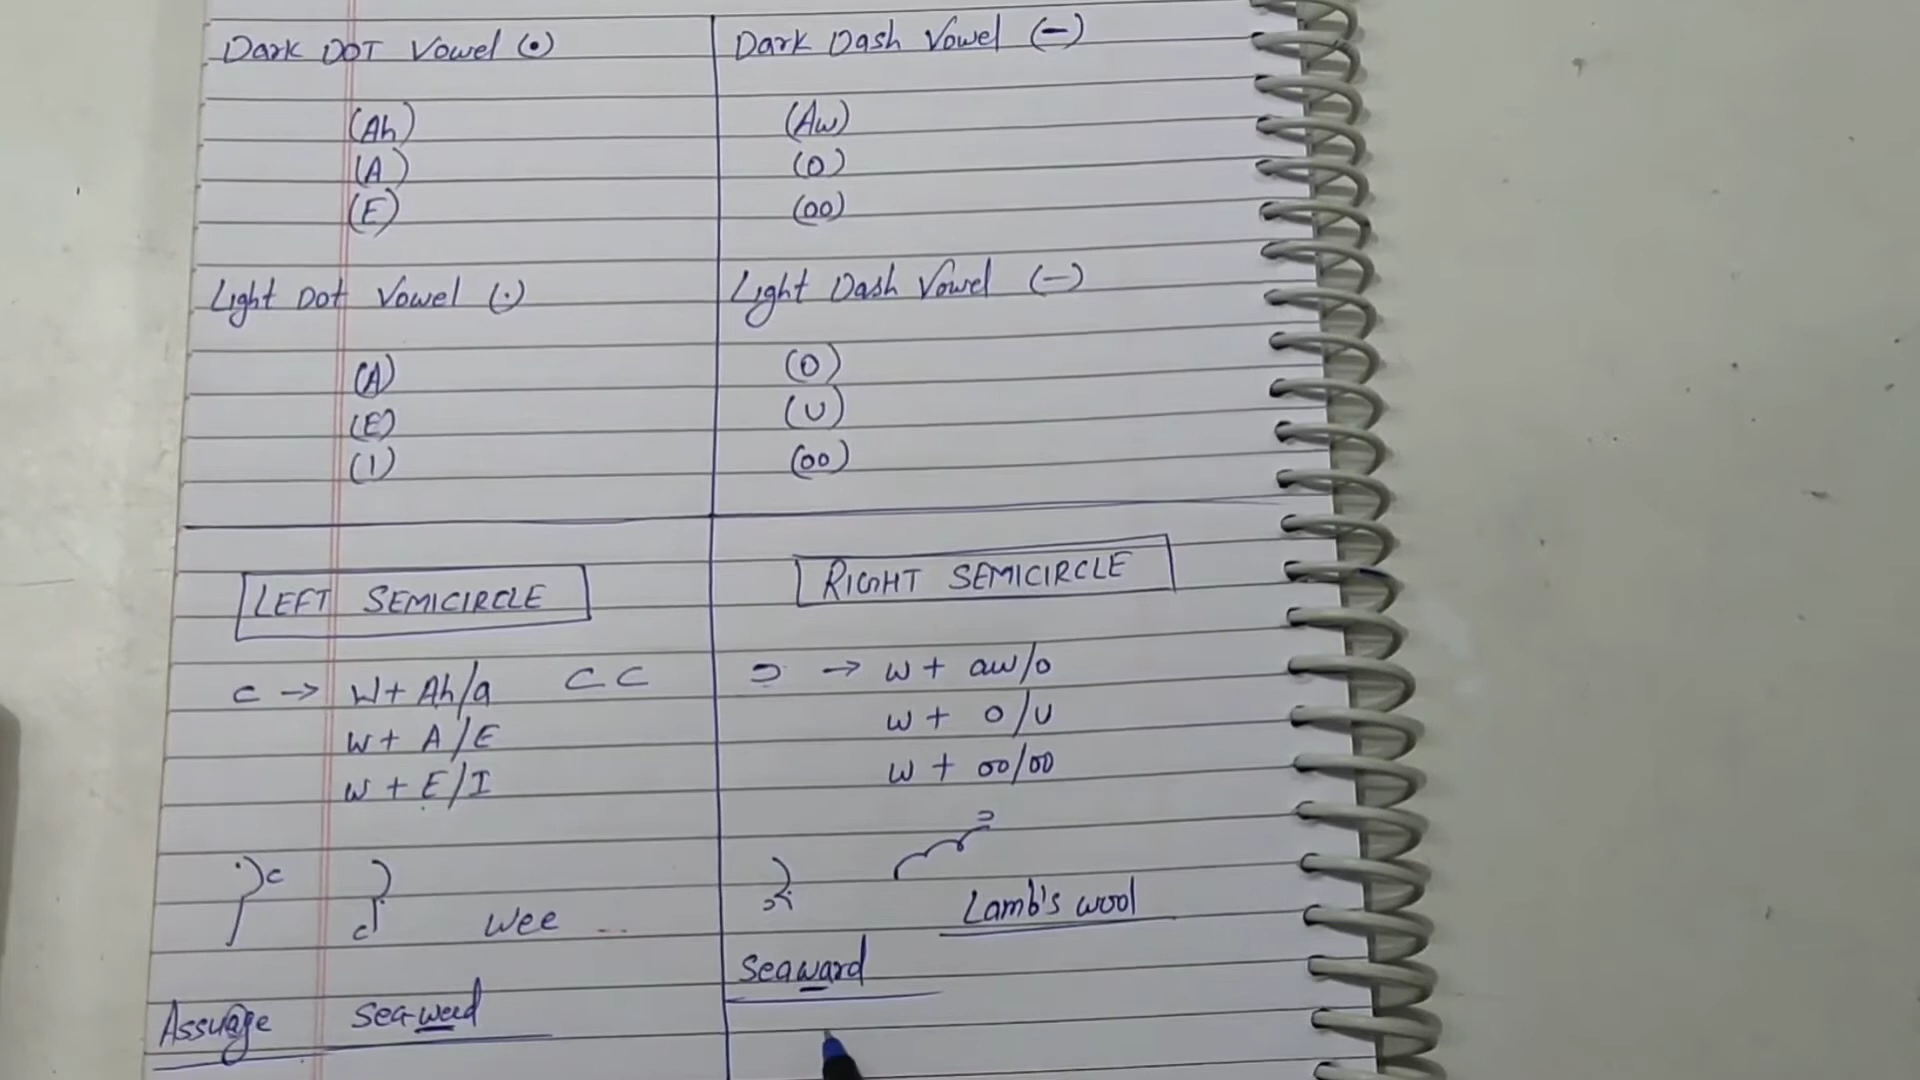 Dark DOT Vowel (•)
(Ah)
(A)
(E)
Light Dot Vowel (.)
(A)
(E)
(I)
Dark Dash Vowel (—)
(Aw)
(O)
(oo)
Light Dash Vowel (—)
(O)
(U)
(oo)
LEFT SEMICIRCLE
c → W + Ah/a c c
W + A/E
W + E/I
wee
Assuage Sea-weed
RIGHT SEMICIRCLE
ɔ → w + aw/o
w + O/U
w + oo/oo
Lamb's wool
Seaward